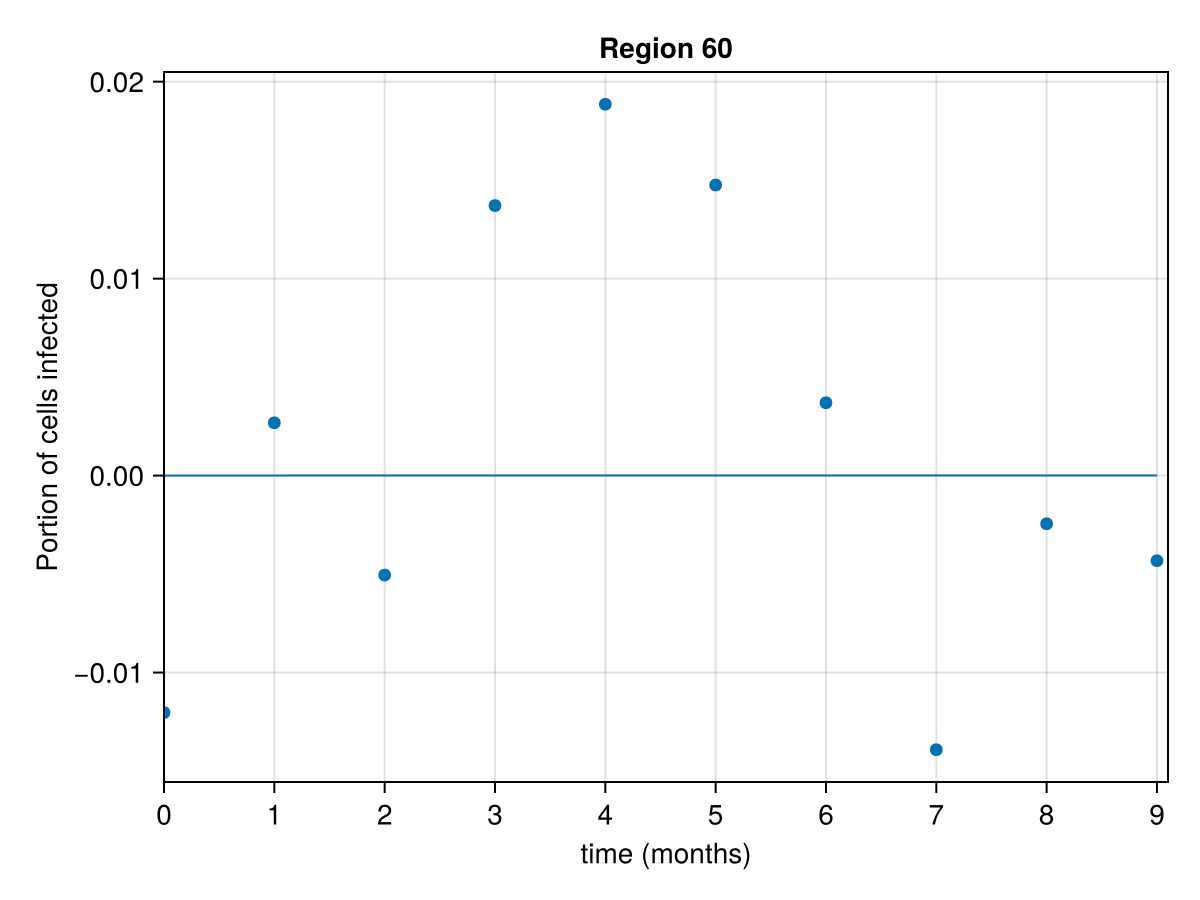 Region 60
Portion of cells infected
0.02
0.01
0.00
−0.01
0 1 2 3 4 5 6 7 8 9
time (months)